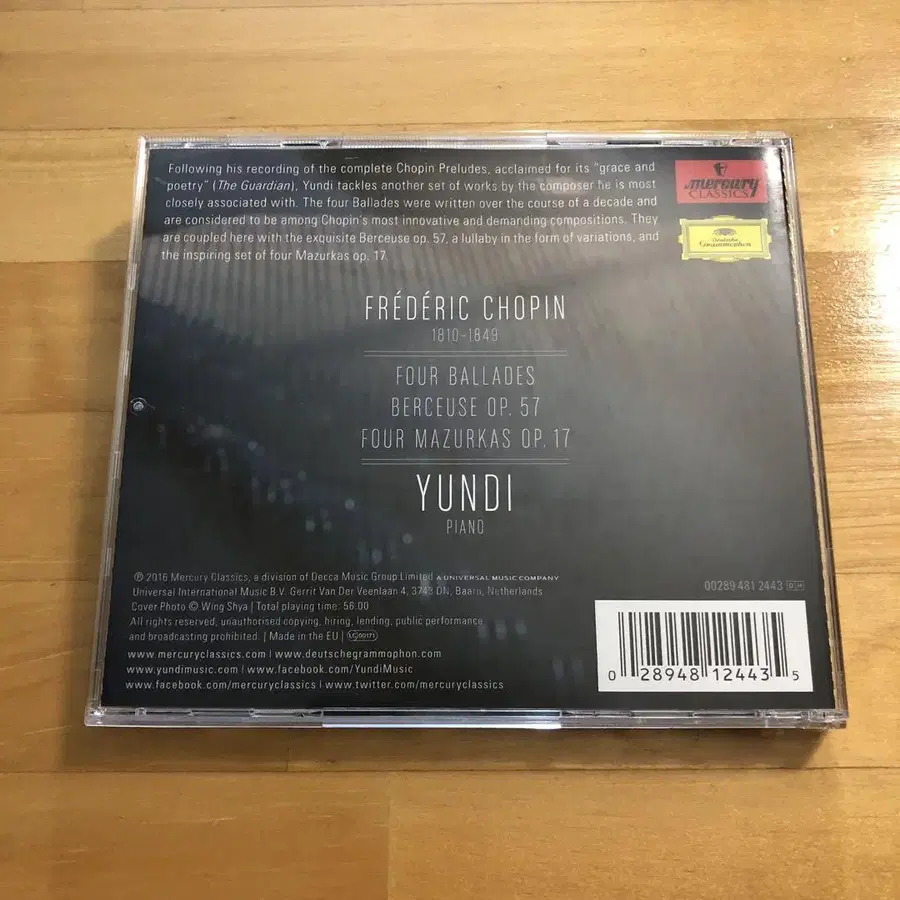 Following his recording of the complete Chopin Preludes, acclaimed for its "grace and
poetry" (The Guardian), Yundi tackles another set of works by the composer he is most
closely associated with. The four Ballades were written over the course of a decade and
are considered to be among Chopin's most innovative and demanding compositions. They
are coupled here with the exquisite Berceuse op. 57, a lullaby in the form of variations, and
the inspiring set of four Mazurkas op. 17.
mercury
CLASSICS
Deutsche
Grammophon
FRÉDÉRIC CHOPIN
1810–1849
FOUR BALLADES
BERCEUSE OP. 57
FOUR MAZURKAS OP. 17
YUNDI
PIANO
℗ 2016 Mercury Classics, a division of Decca Music Group Limited A UNIVERSAL MUSIC COMPANY
Universal International Music B.V. Gerrit Van Der Veenlaan 4, 3743 DN, Baarn, Netherlands
Cover Photo © Wing Shya | Total playing time: 56.00
All rights reserved, unauthorised copying, hiring, lending, public performance
and broadcasting prohibited. | Made in the EU | LC00171
www.mercuryclassics.com | www.deutschegrammophon.com
www.yundimusic.com | www.facebook.com/YundiMusic
www.facebook.com/mercuryclassics | www.twitter.com/mercuryclassics
00289 481 2443
0 28948 12443 5